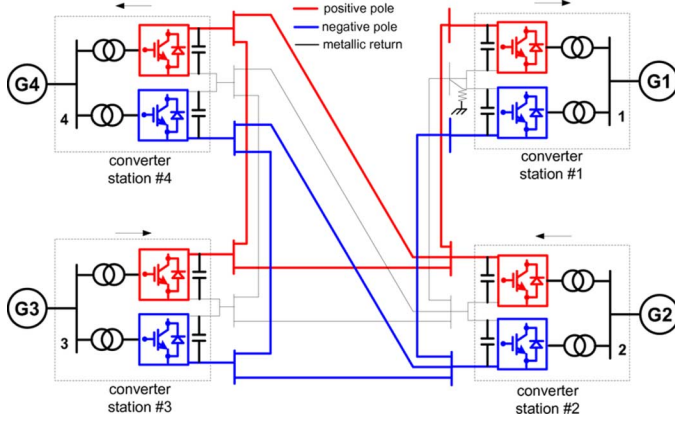 positive pole
negative pole
metallic return
G4
4
converter
station #4
G1
1
converter
station #1
G3
3
converter
station #3
G2
2
converter
station #2